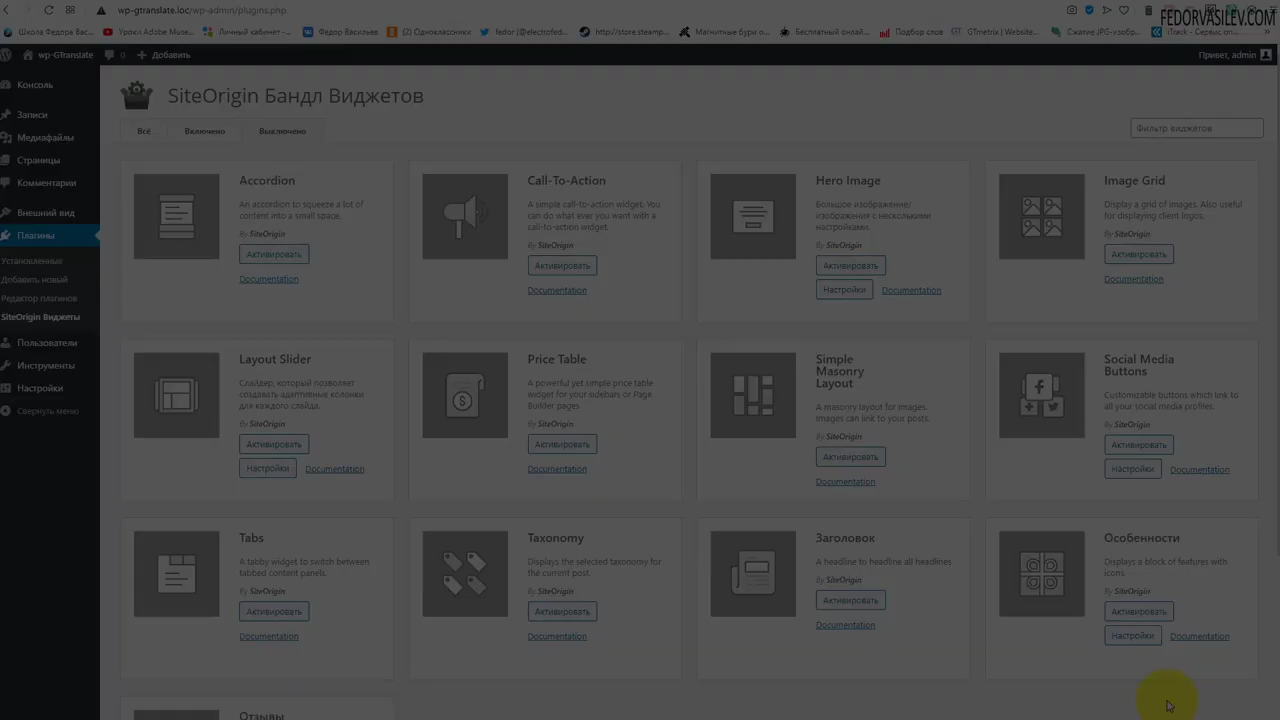 FEDORVASILEV.COM
wp-gtranslate.loc/wp-admin/plugins.php
Школа Федора Вас...
Уроки Adobe Muse...
Личный кабинет -...
Федор Васильев
(2) Одноклассники
fedor (@electrofed...
http://store.steamp...
Магнитные бури о...
Бесплатный онлай...
Подбор слов
GTmetrix | Website...
Сжатие JPG-изобр...
iTrack - Сервис on...
wp-GTranslate
0
Добавить
Привет, admin
Консоль
Записи
Медиафайлы
Страницы
Комментарии
Внешний вид
Плагины
Установленные
Добавить новый
Редактор плагинов
SiteOrigin Виджеты
Пользователи
Инструменты
Настройки
Свернуть меню
SiteOrigin Бандл Виджетов
Всё
Включено
Выключено
Фильтр виджетов
Accordion
An accordion to squeeze a lot of
content into a small space.
By SiteOrigin
Активировать
Documentation
Call-To-Action
A simple call-to-action widget. You
can do what ever you want with a
call-to-action widget.
By SiteOrigin
Активировать
Documentation
Hero Image
Большое изображение/
изображения с несколькими
настройками.
By SiteOrigin
Активировать
Настройки
Documentation
Image Grid
Display a grid of images. Also useful
for displaying client logos.
By SiteOrigin
Активировать
Documentation
Layout Slider
Слайдер, который позволяет
создавать адаптивные колонки
для каждого слайда.
By SiteOrigin
Активировать
Настройки
Documentation
Price Table
A powerful yet simple price table
widget for your sidebars or Page
Builder pages.
By SiteOrigin
Активировать
Documentation
Simple
Masonry
Layout
A masonry layout for images.
Images can link to your posts.
By SiteOrigin
Активировать
Documentation
Social Media
Buttons
Customizable buttons which link to
all your social media profiles.
By SiteOrigin
Активировать
Настройки
Documentation
Tabs
A tabby widget to switch between
tabbed content panels.
By SiteOrigin
Активировать
Documentation
Taxonomy
Displays the selected taxonomy for
the current post.
By SiteOrigin
Активировать
Documentation
Заголовок
A headline to headline all headlines
By SiteOrigin
Активировать
Documentation
Особенности
Displays a block of features with
icons.
By SiteOrigin
Активировать
Настройки
Documentation
Отзывы